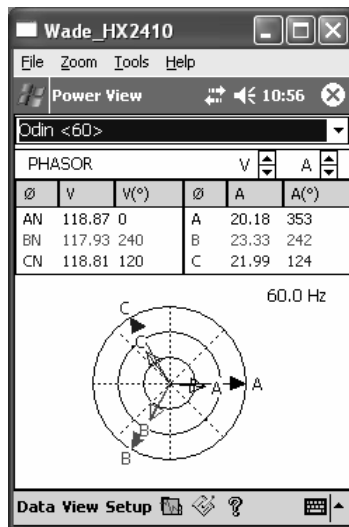 Wade_HX2410
File Zoom Tools Help
Power View 10:56
Odin <60>
PHASOR V A
Ø V V(°) Ø A A(°)
AN 118.87 0 A 20.18 353
BN 117.93 240 B 23.33 242
CN 118.81 120 C 21.99 124
60.0 Hz
C
C
A A
B
B
Data View Setup